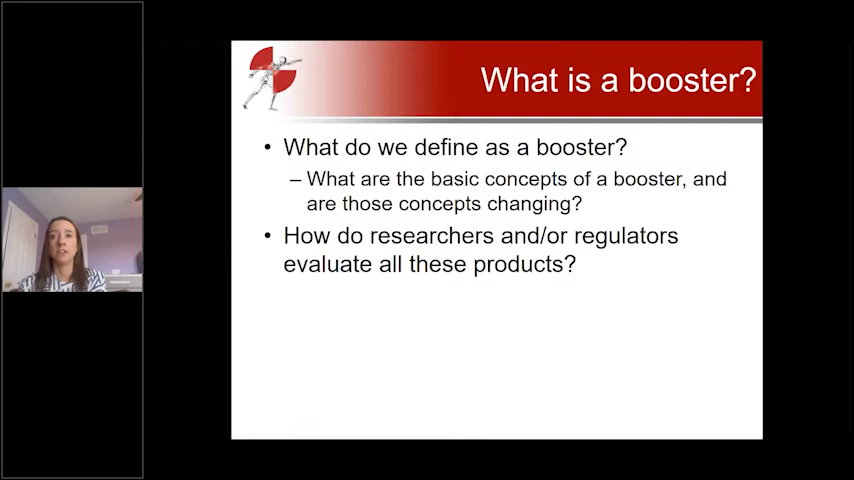 What is a booster?
• What do we define as a booster?
– What are the basic concepts of a booster, and
are those concepts changing?
• How do researchers and/or regulators
evaluate all these products?